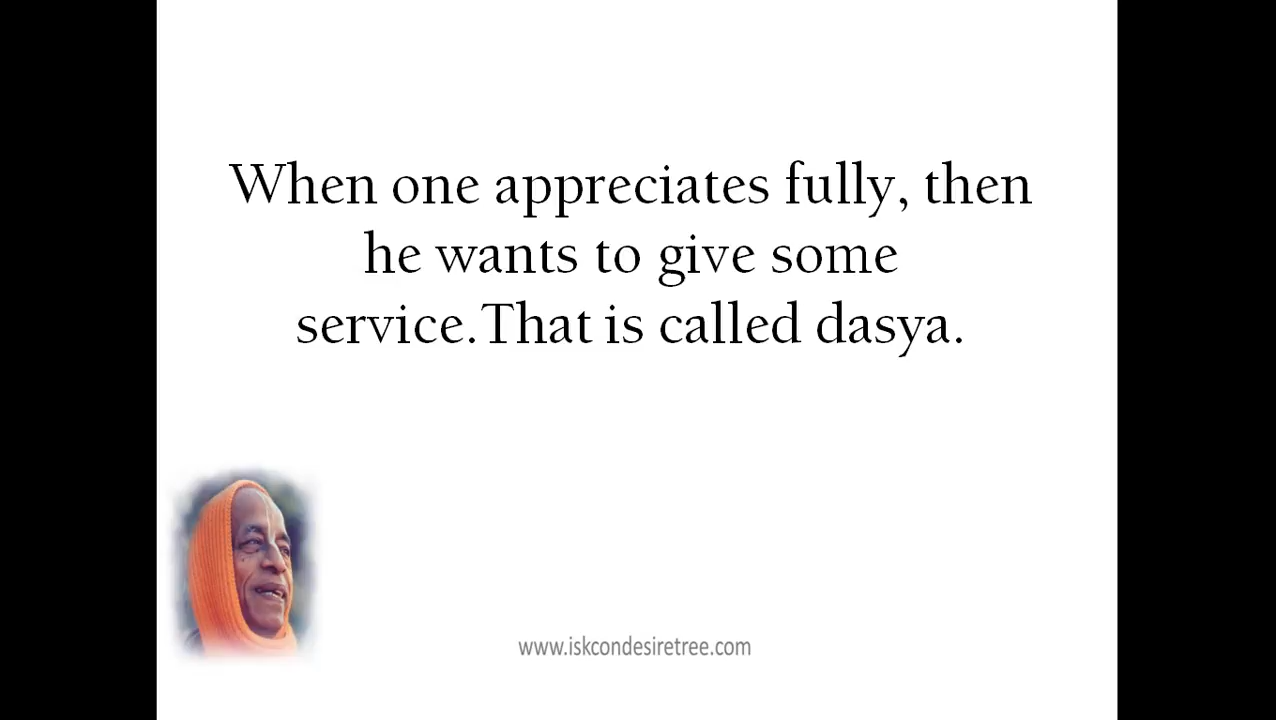 When one appreciates fully, then
he wants to give some
service.That is called dasya.
www.iskcondesiretree.com